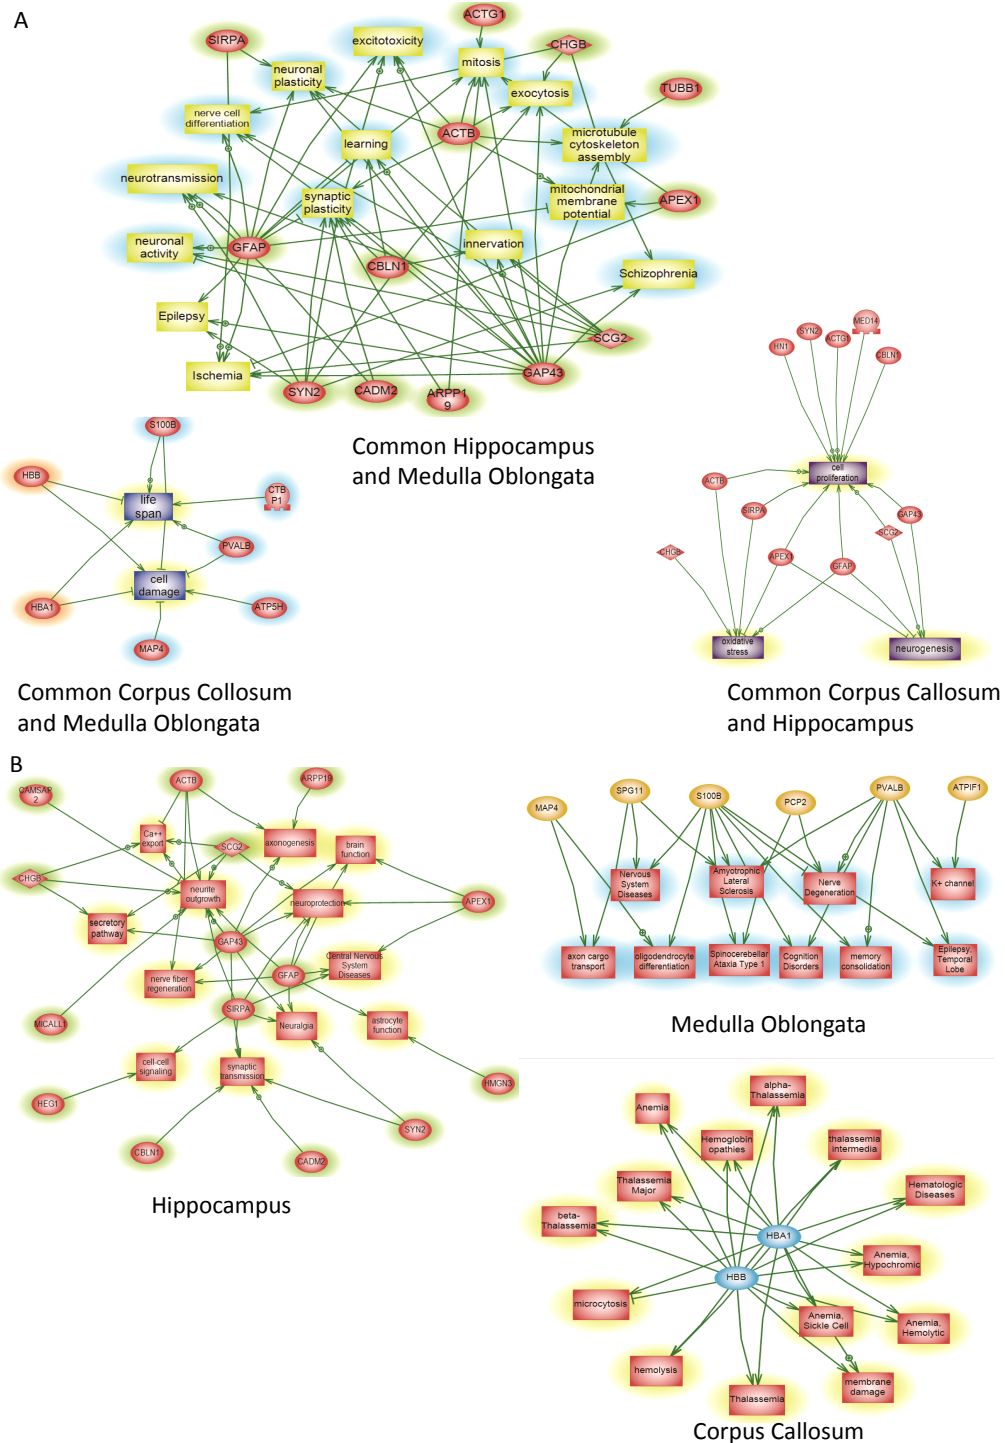 A
ACTG1
SIRPA
excitotoxicity
CHGB
mitosis
neuronal
plasticity
exocytosis
TUBB1
nerve cell
differentiation
ACTB
learning
microtubule
cytoskeleton
assembly
neurotransmission
synaptic
plasticity
mitochondrial
membrane
potential
APEX1
neuronal
activity
GFAP
innervation
CBLN1
Schizophrenia
Epilepsy
SCG2
Ischemia
GAP43
SYN2
CADM2
ARPP1
9
Common Hippocampus
and Medulla Oblongata
S100B
HBB
life
span
CTB
P1
PVALB
cell
damage
HBA1
ATP5H
MAP4
Common Corpus Collosum
and Medulla Oblongata
MED14
SYN2
ACTG1
HN1
CBLN1
cell
proliferation
ACTB
SIRPA
GAP43
SCG2
CHGB
APEX1
GFAP
oxidative
stress
neurogenesis
Common Corpus Callosum
and Hippocampus
B
CAMSAP
2
ACTB
ARPP19
Ca++
export
SCG2
axonogenesis
brain
function
CHGB
neurite
outgrowth
neuroprotection
APEX1
secretory
pathway
GAP43
Central Nervous
System
Diseases
nerve fiber
regeneration
GFAP
SIRPA
Neuralgia
astrocyte
function
MICALL1
cell-cell
signaling
synaptic
transmission
HMGN3
HEG1
SYN2
CBLN1
CADM2
Hippocampus
MAP4
SPG11
S100B
PCP2
PVALB
ATPIF1
Nervous
System
Diseases
Amyotrophic
Lateral
Sclerosis
Nerve
Degeneration
K+ channel
axon cargo
transport
oligodendrocyte
differentiation
Spinocerebellar
Ataxia Type 1
Cognition
Disorders
memory
consolidation
Epilepsy,
Temporal
Lobe
Medulla Oblongata
alpha-
Thalassemia
Anemia
Hemoglobin
opathies
thalassemia
intermedia
Thalassemia
Major
Hematologic
Diseases
beta-
Thalassemia
HBA1
Anemia,
Hypochromic
HBB
microcytosis
Anemia,
Sickle Cell
Anemia,
Hemolytic
hemolysis
Thalassemia
membrane
damage
Corpus Callosum